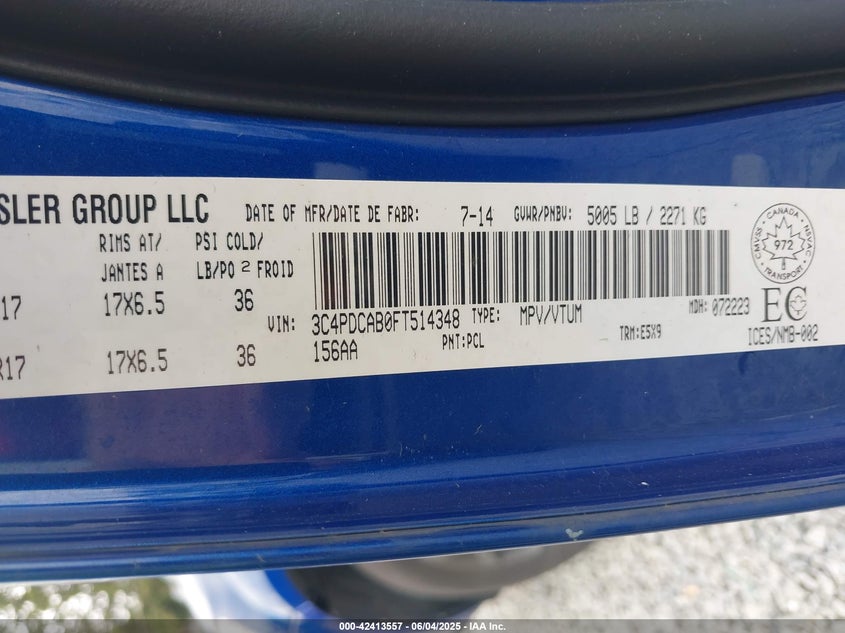 SLER GROUP LLC DATE OF MFR/DATE DE FABR: 7-14 GVWR/PNBV: 5005 LB / 2271 KG
RIMS AT/ PSI COLD/
JANTES A LB/PO 2 FROID
17 17X6.5 36
VIN: 3C4PDCAB0FT514348 TYPE: MPV/VTUM MDH: 072223
R17 17X6.5 36 156AA PNT:PCL TRM:E5X9
CMVSS - CANADA - NSVAC
972
TRANSPORT
EC
ICES/NMB-002
000-42413557 - 06/04/2025 - IAA Inc.